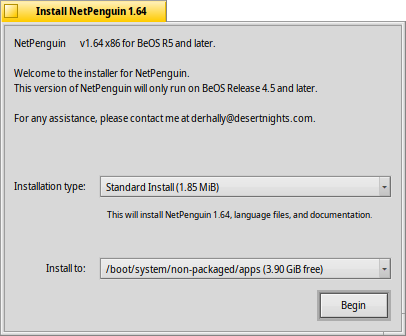 Install NetPenguin 1.64
NetPenguin v1.64 x86 for BeOS R5 and later.
Welcome to the installer for NetPenguin.
This version of NetPenguin will only run on BeOS Release 4.5 and later.
For any assistance, please contact me at derhally@desertnights.com.
Installation type: Standard Install (1.85 MiB)
This will install NetPenguin 1.64, language files, and documentation.
Install to: /boot/system/non-packaged/apps (3.90 GiB free)
Begin